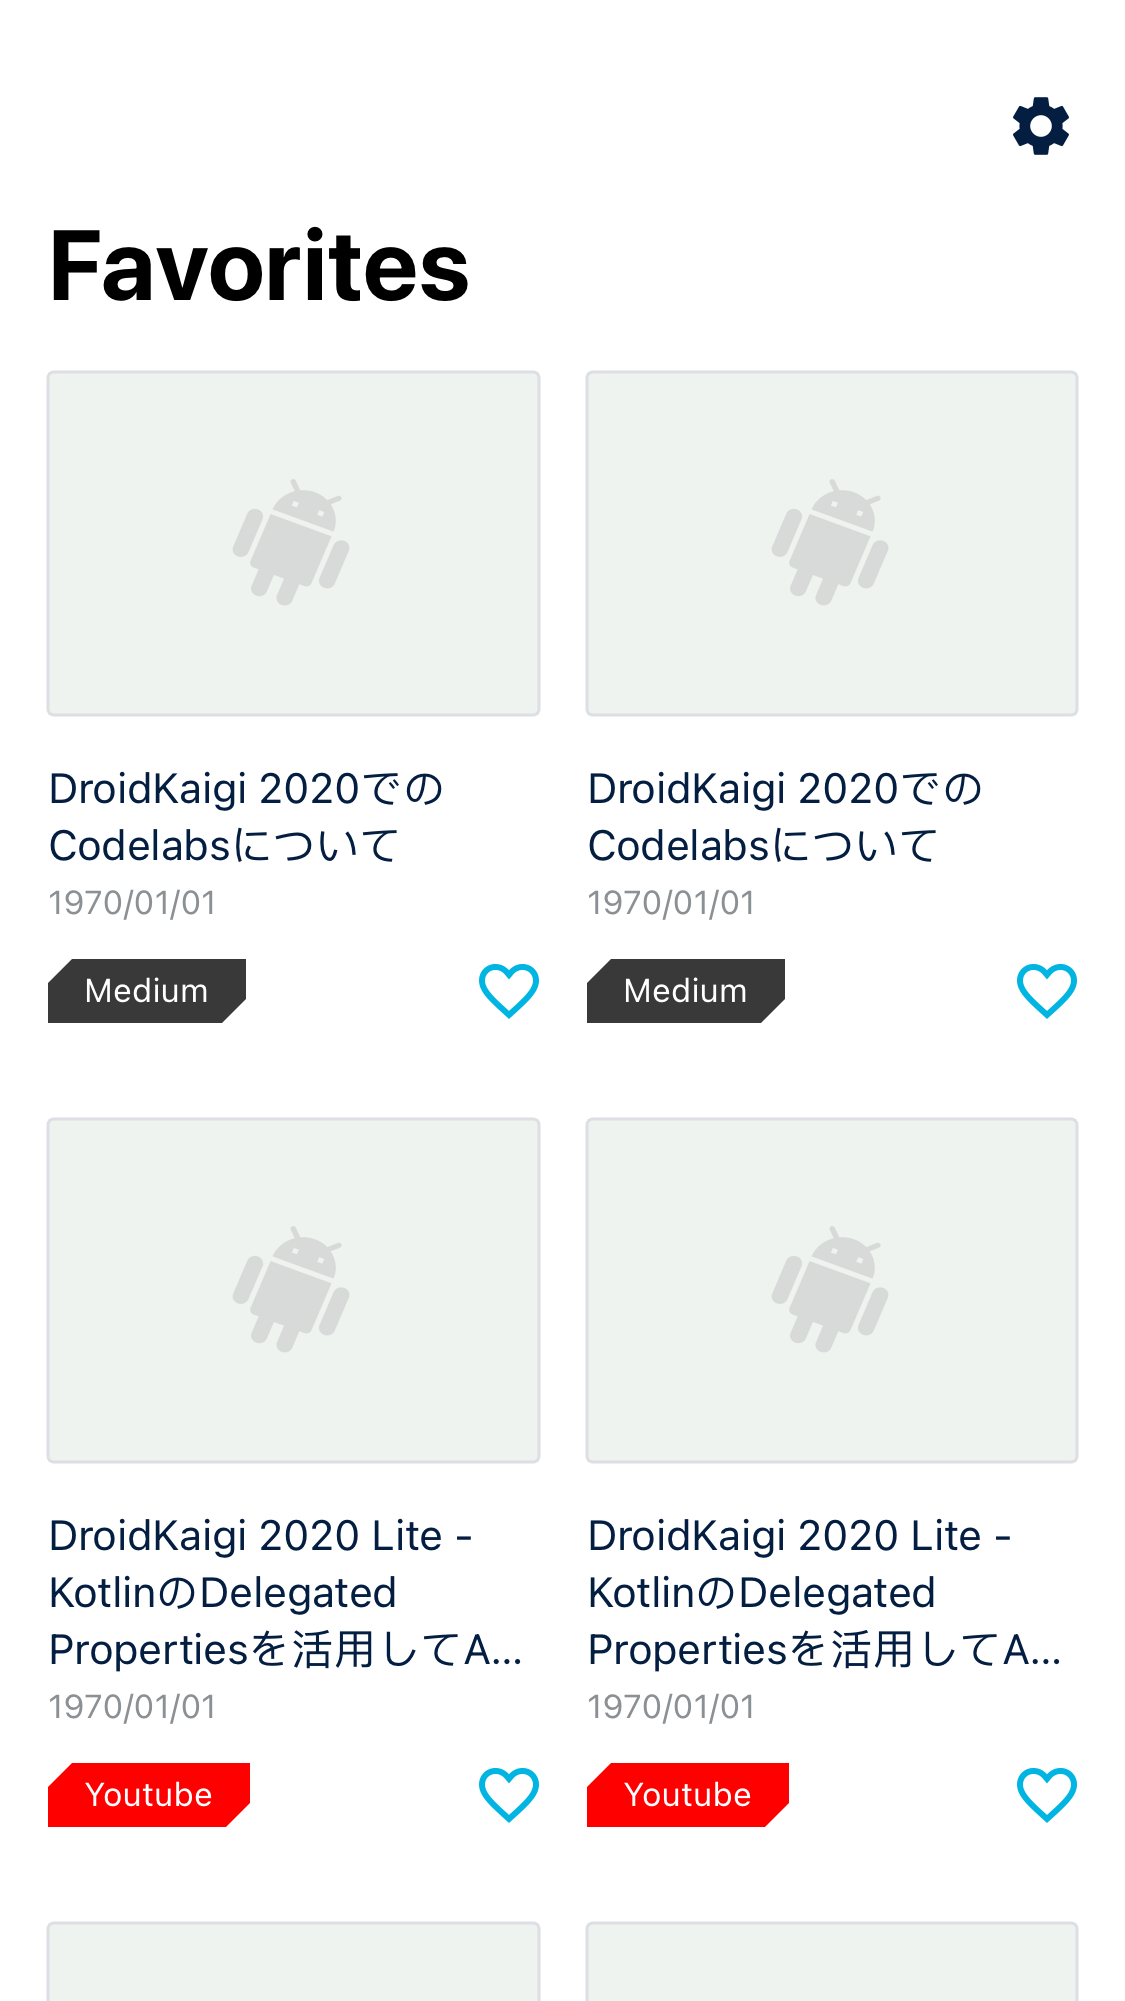 Favorites
DroidKaigi 2020での
Codelabsについて
1970/01/01
Medium
DroidKaigi 2020での
Codelabsについて
1970/01/01
Medium
DroidKaigi 2020 Lite -
KotlinのDelegated
Propertiesを活用してA...
1970/01/01
Youtube
DroidKaigi 2020 Lite -
KotlinのDelegated
Propertiesを活用してA...
1970/01/01
Youtube